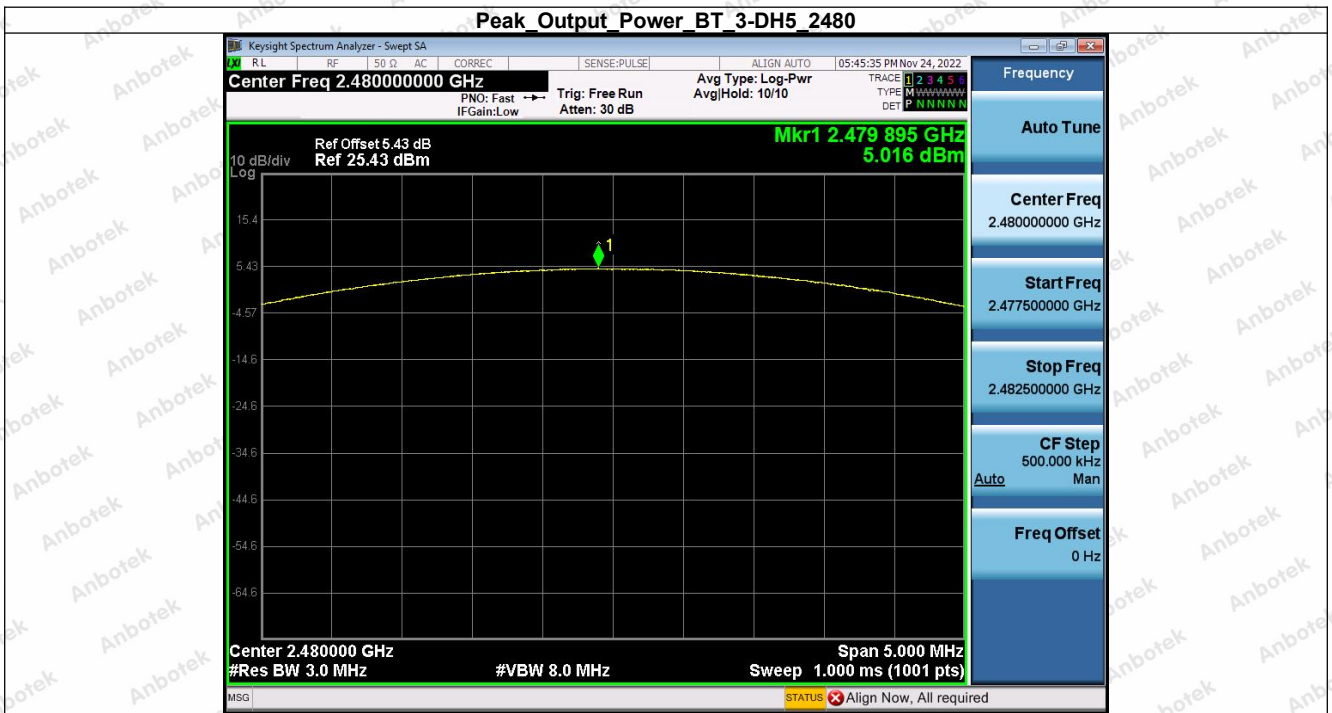 Peak_Output_Power_BT_3-DH5_2480
Keysight Spectrum Analyzer - Swept SA
LXI RL RF 50 Ω AC CORREC SENSE:PULSE ALIGN AUTO 05:45:35 PM Nov 24, 2022
Center Freq 2.480000000 GHz
PNO: Fast
IFGain:Low
Trig: Free Run
Atten: 30 dB
Avg Type: Log-Pwr
Avg|Hold: 10/10
TRACE 1 2 3 4 5 6
TYPE M WWWWW
DET P N N N N N
Ref Offset 5.43 dB
10 dB/div Ref 25.43 dBm
Log
Mkr1 2.479 895 GHz
5.016 dBm
15.4
5.43
-4.57
-14.6
-24.6
-34.6
-44.6
-54.6
-64.6
1
Center 2.480000 GHz Span 5.000 MHz
#Res BW 3.0 MHz #VBW 8.0 MHz Sweep 1.000 ms (1001 pts)
MSG STATUS Align Now, All required
Frequency
Auto Tune
Center Freq
2.480000000 GHz
Start Freq
2.477500000 GHz
Stop Freq
2.482500000 GHz
CF Step
500.000 kHz
Auto Man
Freq Offset
0 Hz
Anbotek